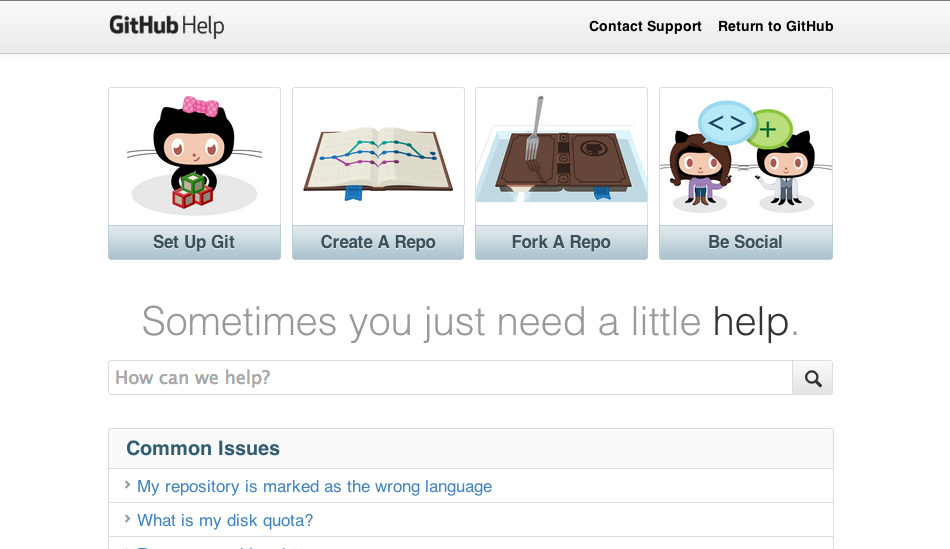 GitHub Help
Contact Support Return to GitHub
<> +
Set Up Git Create A Repo Fork A Repo Be Social
Sometimes you just need a little help.
How can we help?
Common Issues
My repository is marked as the wrong language
What is my disk quota?